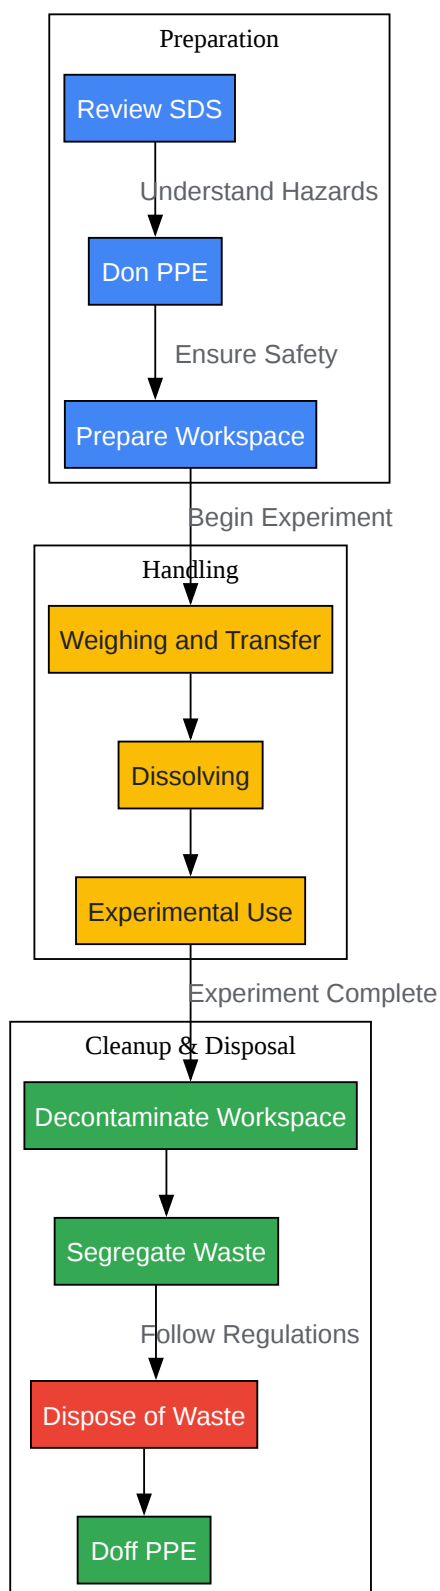 Preparation
Review SDS
Understand Hazards
Don PPE
Ensure Safety
Prepare Workspace
Begin Experiment
Handling
Weighing and Transfer
Dissolving
Experimental Use
Experiment Complete
Cleanup & Disposal
Decontaminate Workspace
Segregate Waste
Follow Regulations
Dispose of Waste
Doff PPE